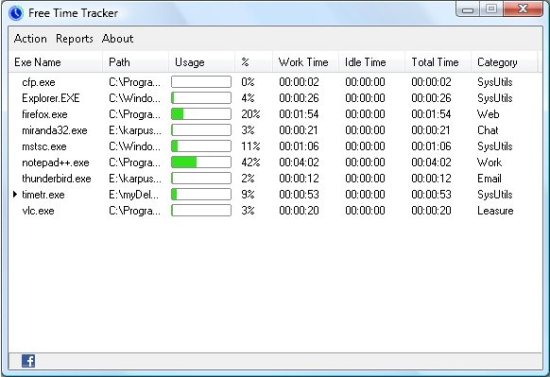 Free Time Tracker
Action Reports About
Exe Name Path Usage % Work Time Idle Time Total Time Category
cfp.exe C:\Progra... 0% 00:00:02 00:00:00 00:00:02 SysUtils
Explorer.EXE C:\Windo... 4% 00:00:26 00:00:00 00:00:26 SysUtils
firefox.exe C:\Progra... 20% 00:01:54 00:00:00 00:01:54 Web
miranda32.exe E:\karpus... 3% 00:00:21 00:00:00 00:00:21 Chat
mstsc.exe C:\Windo... 11% 00:01:06 00:00:00 00:01:06 SysUtils
notepad++.exe C:\Progra... 42% 00:04:02 00:00:00 00:04:02 Work
thunderbird.exe E:\karpus... 2% 00:00:12 00:00:00 00:00:12 Email
timetr.exe E:\myDel... 9% 00:00:53 00:00:00 00:00:53 SysUtils
vlc.exe C:\Progra... 3% 00:00:20 00:00:00 00:00:20 Leasure
f